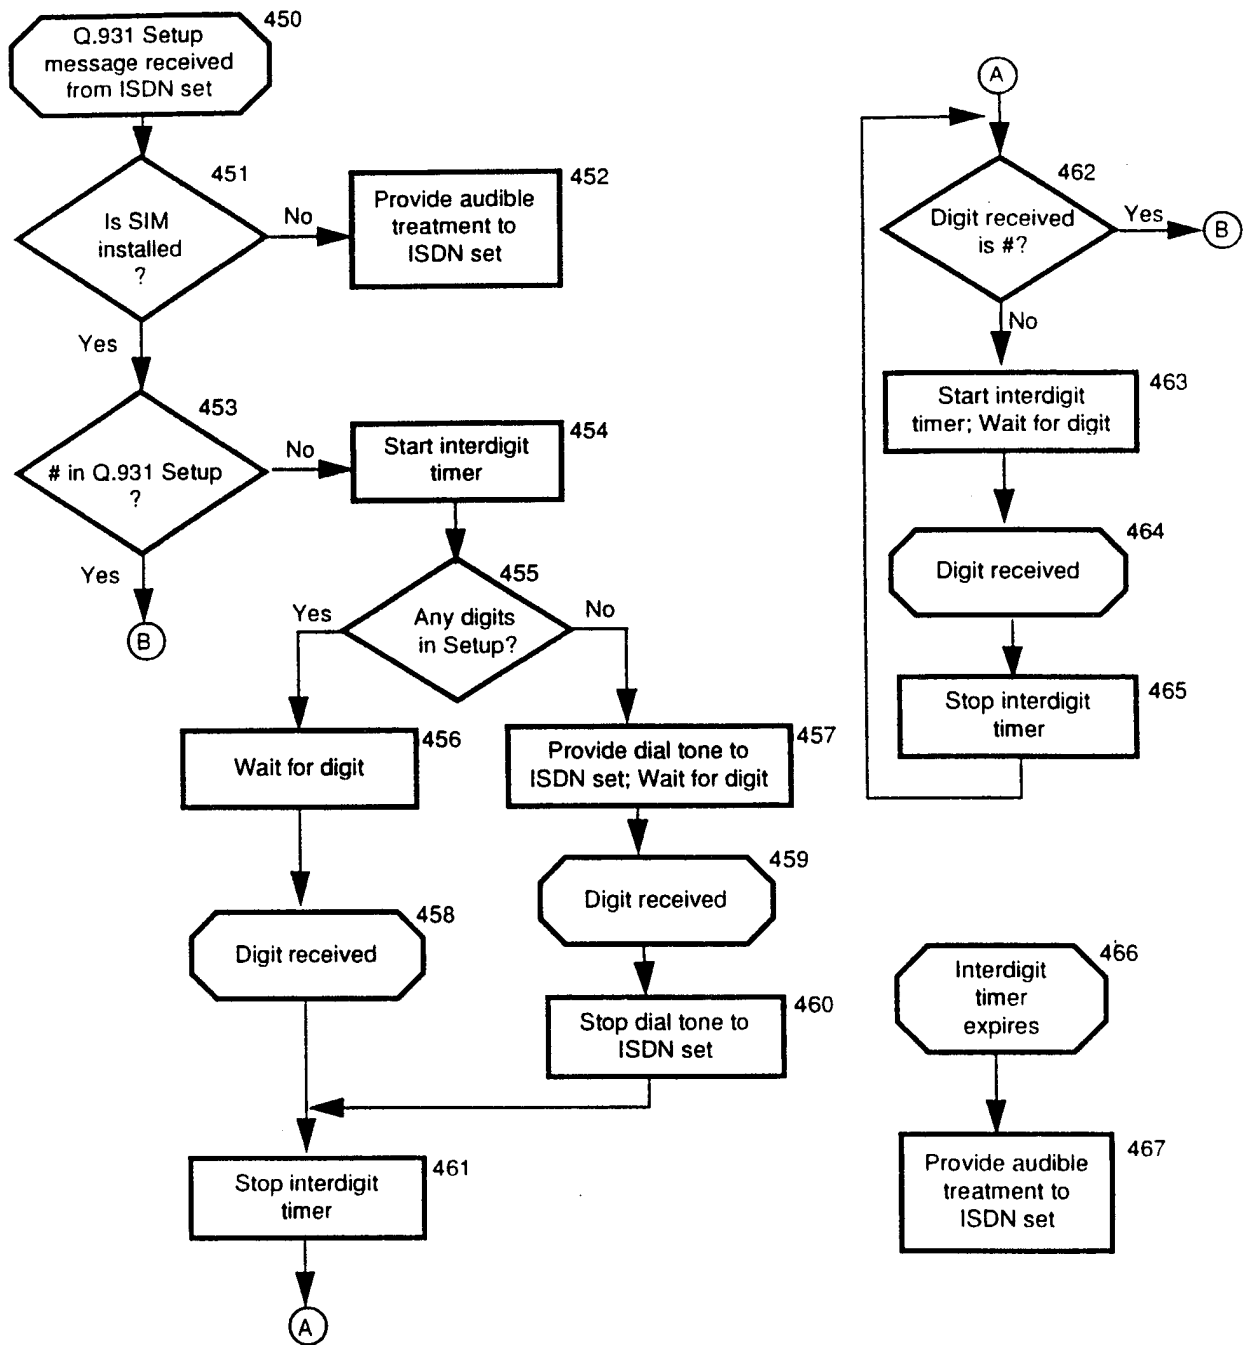 450
Q.931 Setup
message received
from ISDN set
451
Is SIM
installed
?
No
452
Provide audible
treatment to
ISDN set
Yes
453
# in Q.931 Setup
?
No
454
Start interdigit
timer
Yes
B
455
Any digits
in Setup?
Yes
No
456
Wait for digit
457
Provide dial tone to
ISDN set; Wait for digit
458
Digit received
459
Digit received
460
Stop dial tone to
ISDN set
461
Stop interdigit
timer
A
A
462
Digit received
is #?
Yes
B
No
463
Start interdigit
timer; Wait for digit
464
Digit received
465
Stop interdigit
timer
466
Interdigit
timer
expires
467
Provide audible
treatment to
ISDN set